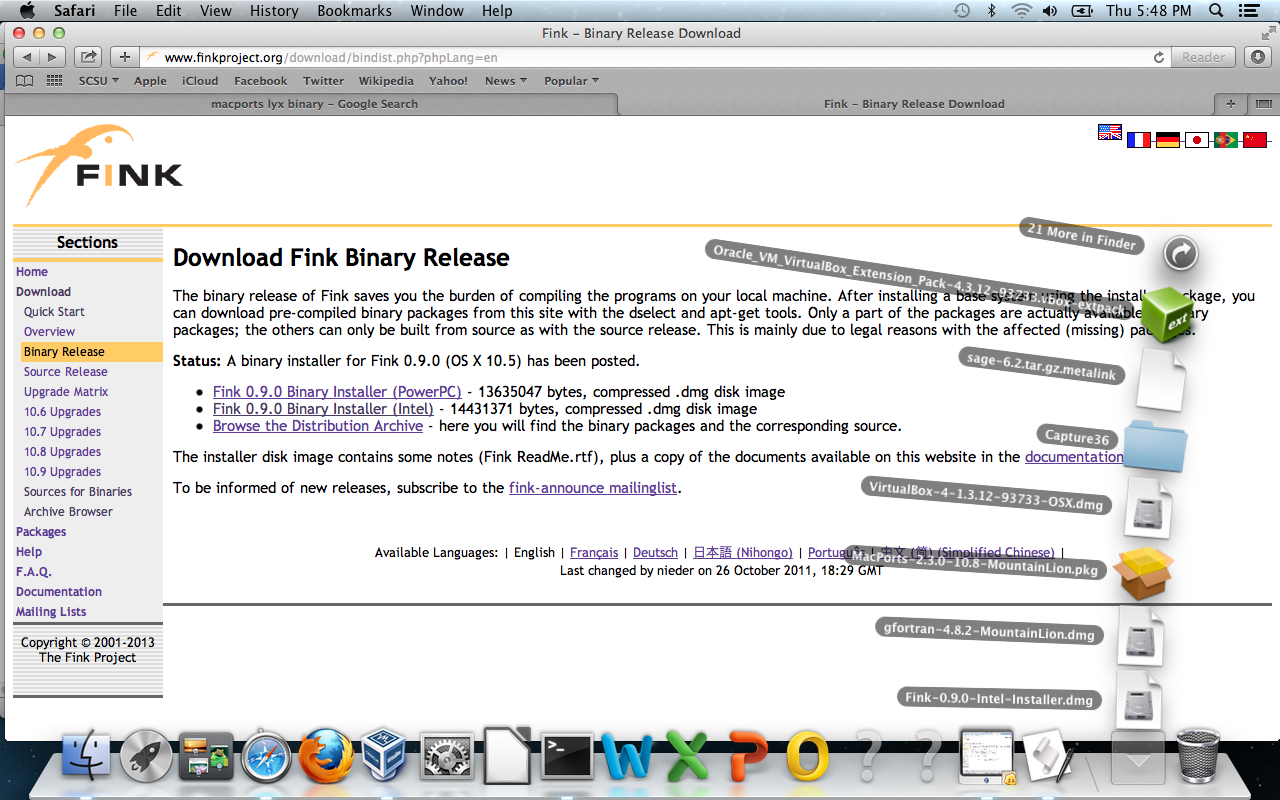 Safari File Edit View History Bookmarks Window Help Thu 5:48 PM
Fink – Binary Release Download
www.finkproject.org/download/bindist.php?phpLang=en Reader
SCSU Apple iCloud Facebook Twitter Wikipedia Yahoo! News Popular
macports lyx binary – Google Search Fink – Binary Release Download
FINK
Sections
Home
Download
Quick Start
Overview
Binary Release
Source Release
Upgrade Matrix
10.6 Upgrades
10.7 Upgrades
10.8 Upgrades
10.9 Upgrades
Sources for Binaries
Archive Browser
Packages
Help
F.A.Q.
Documentation
Mailing Lists
Copyright © 2001-2013
The Fink Project
Download Fink Binary Release
The binary release of Fink saves you the burden of compiling the programs on your local machine. After installing a base system using the installer package, you
can download pre-compiled binary packages from this site with the dselect and apt-get tools. Only a part of the packages are actually available binary
packages; the others can only be built from source as with the source release. This is mainly due to legal reasons with the affected (missing) packages.
Status: A binary installer for Fink 0.9.0 (OS X 10.5) has been posted.
Fink 0.9.0 Binary Installer (PowerPC) - 13635047 bytes, compressed .dmg disk image
Fink 0.9.0 Binary Installer (Intel) - 14431371 bytes, compressed .dmg disk image
Browse the Distribution Archive - here you will find the binary packages and the corresponding source.
The installer disk image contains some notes (Fink ReadMe.rtf), plus a copy of the documents available on this website in the documentation
To be informed of new releases, subscribe to the fink-announce mailinglist.
Available Languages: | English | Français | Deutsch | 日本語 (Nihongo) | Português | 中文 (简) (Simplified Chinese) |
Last changed by nieder on 26 October 2011, 18:29 GMT
21 More in Finder
Oracle_VM_VirtualBox_Extension_Pack-4.3.12-93733.vbox-extpack
ext
sage-6.2.tar.gz.metalink
Capture36
VirtualBox-4-1.3.12-93733-OSX.dmg
MacPorts-2.3.0-10.8-MountainLion.pkg
gfortran-4.8.2-MountainLion.dmg
Fink-0.9.0-Intel-Installer.dmg